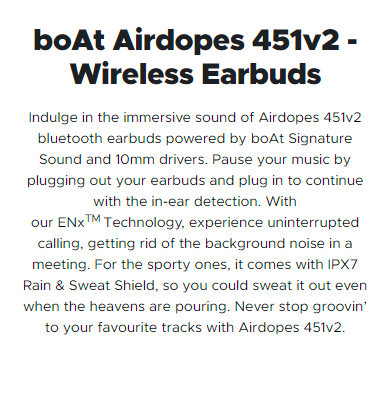 boAt Airdopes 451v2 -
Wireless Earbuds
Indulge in the immersive sound of Airdopes 451v2
bluetooth earbuds powered by boAt Signature
Sound and 10mm drivers. Pause your music by
plugging out your earbuds and plug in to continue
with the in-ear detection. With
our ENx™ Technology, experience uninterrupted
calling, getting rid of the background noise in a
meeting. For the sporty ones, it comes with IPX7
Rain & Sweat Shield, so you could sweat it out even
when the heavens are pouring. Never stop groovin’
to your favourite tracks with Airdopes 451v2.